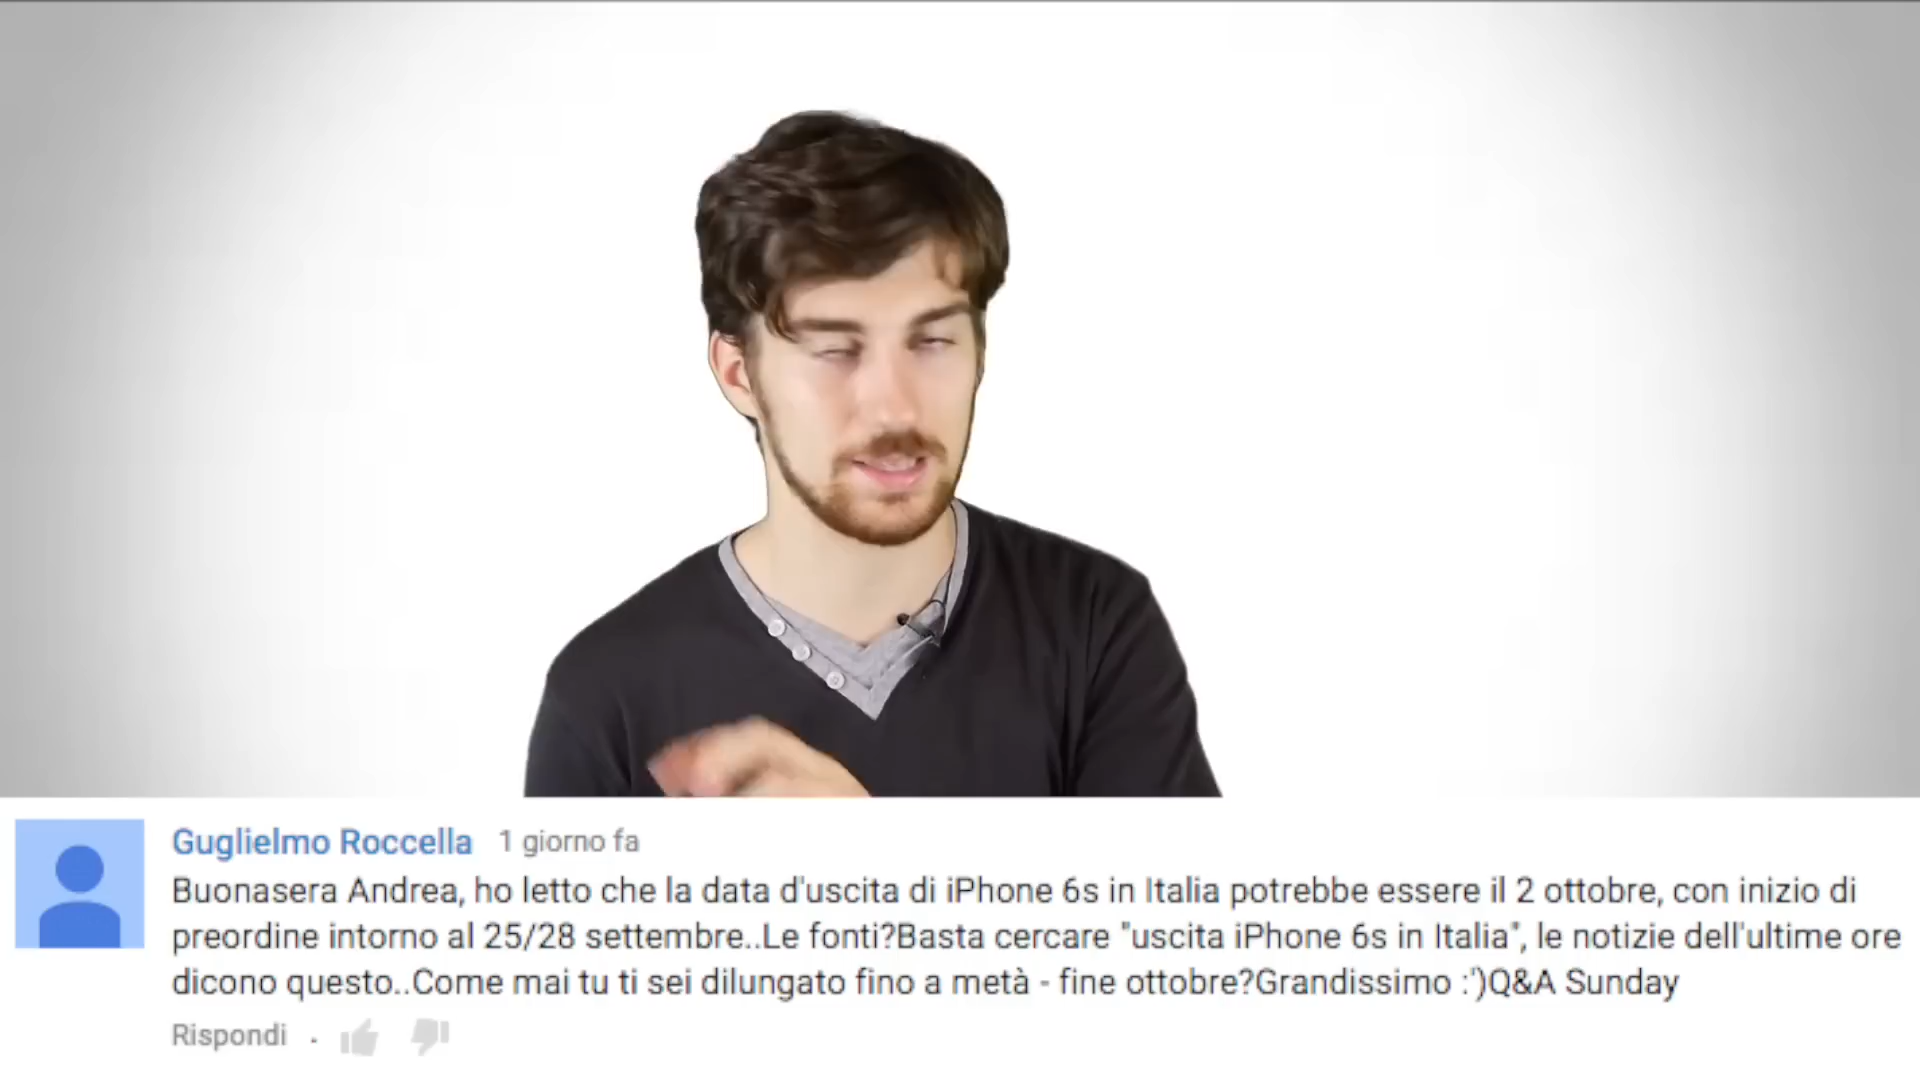 Guglielmo Roccella 1 giorno fa
Buonasera Andrea, ho letto che la data d'uscita di iPhone 6s in Italia potrebbe essere il 2 ottobre, con inizio di
preordine intorno al 25/28 settembre..Le fonti?Basta cercare "uscita iPhone 6s in Italia", le notizie dell'ultime ore
dicono questo..Come mai tu ti sei dilungato fino a metà - fine ottobre?Grandissimo :')Q&A Sunday
Rispondi .